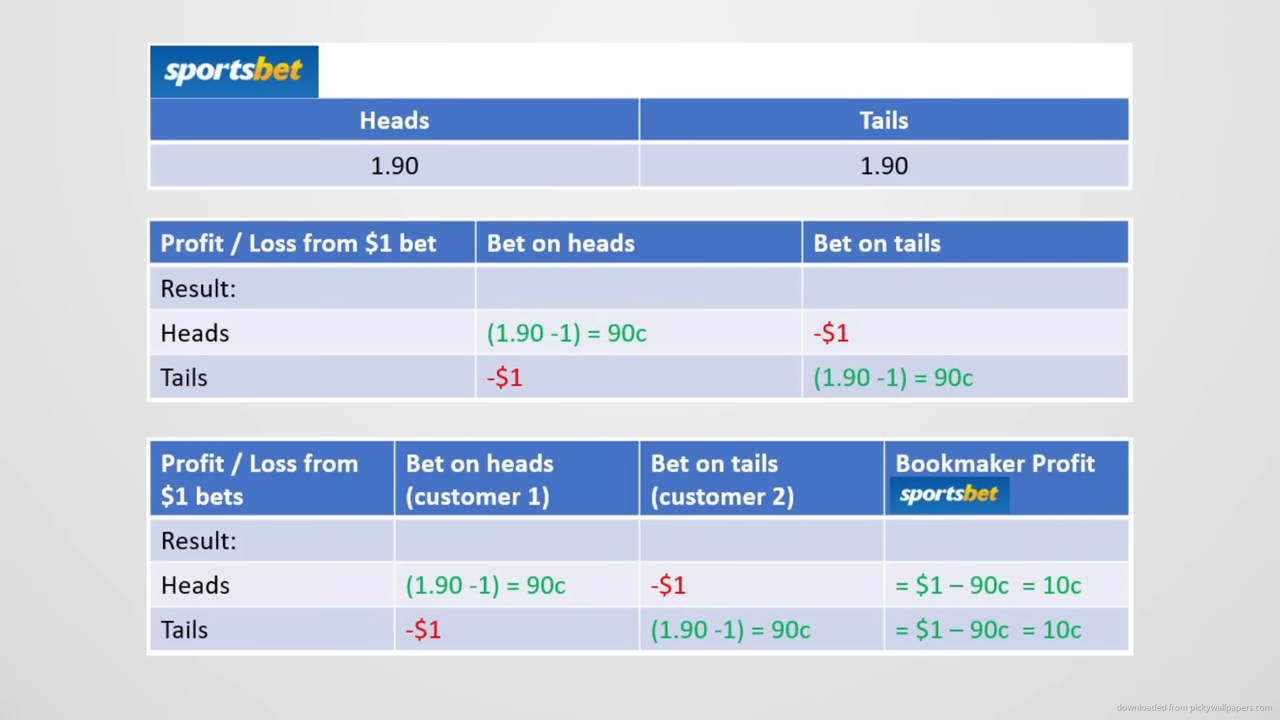 sportsbet
Heads Tails
1.90 1.90
Profit / Loss from $1 bet Bet on heads Bet on tails
Result:
Heads (1.90 -1) = 90c -$1
Tails -$1 (1.90 -1) = 90c
Profit / Loss from Bet on heads Bet on tails Bookmaker Profit
$1 bets (customer 1) (customer 2) sportsbet
Result:
Heads (1.90 -1) = 90c -$1 = $1 – 90c = 10c
Tails -$1 (1.90 -1) = 90c = $1 – 90c = 10c
downloaded from pickywallpapers.com